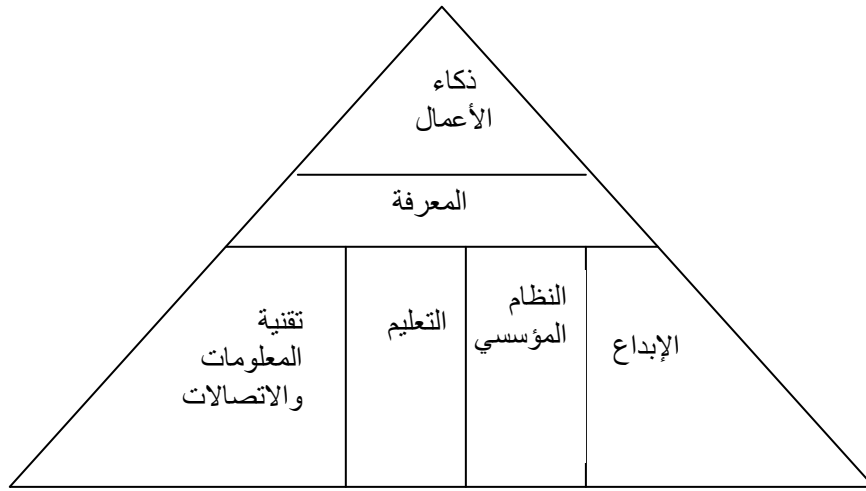 ذكاء
الأعمال
المعرفة
الإبداع
النظام
المؤسسي
التعليم
تقنية
المعلومات
والاتصالات